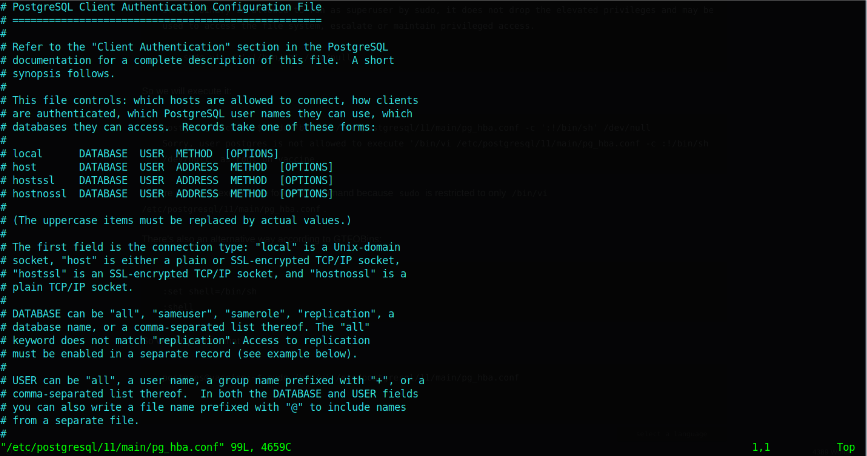 # PostgreSQL Client Authentication Configuration File
# ===================================================
#
# Refer to the "Client Authentication" section in the PostgreSQL
# documentation for a complete description of this file.  A short
# synopsis follows.
#
# This file controls: which hosts are allowed to connect, how clients
# are authenticated, which PostgreSQL user names they can use, which
# databases they can access.  Records take one of these forms:
#
# local      DATABASE  USER  METHOD  [OPTIONS]
# host       DATABASE  USER  ADDRESS  METHOD  [OPTIONS]
# hostssl    DATABASE  USER  ADDRESS  METHOD  [OPTIONS]
# hostnossl  DATABASE  USER  ADDRESS  METHOD  [OPTIONS]
#
# (The uppercase items must be replaced by actual values.)
#
# The first field is the connection type: "local" is a Unix-domain
# socket, "host" is either a plain or SSL-encrypted TCP/IP socket,
# "hostssl" is an SSL-encrypted TCP/IP socket, and "hostnossl" is a
# plain TCP/IP socket.
#
# DATABASE can be "all", "sameuser", "samerole", "replication", a
# database name, or a comma-separated list thereof. The "all"
# keyword does not match "replication". Access to replication
# must be enabled in a separate record (see example below).
#
# USER can be "all", a user name, a group name prefixed with "+", or a
# comma-separated list thereof.  In both the DATABASE and USER fields
# you can also write a file name prefixed with "@" to include names
# from a separate file.
#
"/etc/postgresql/11/main/pg_hba.conf" 99L, 4659C 1,1 Top